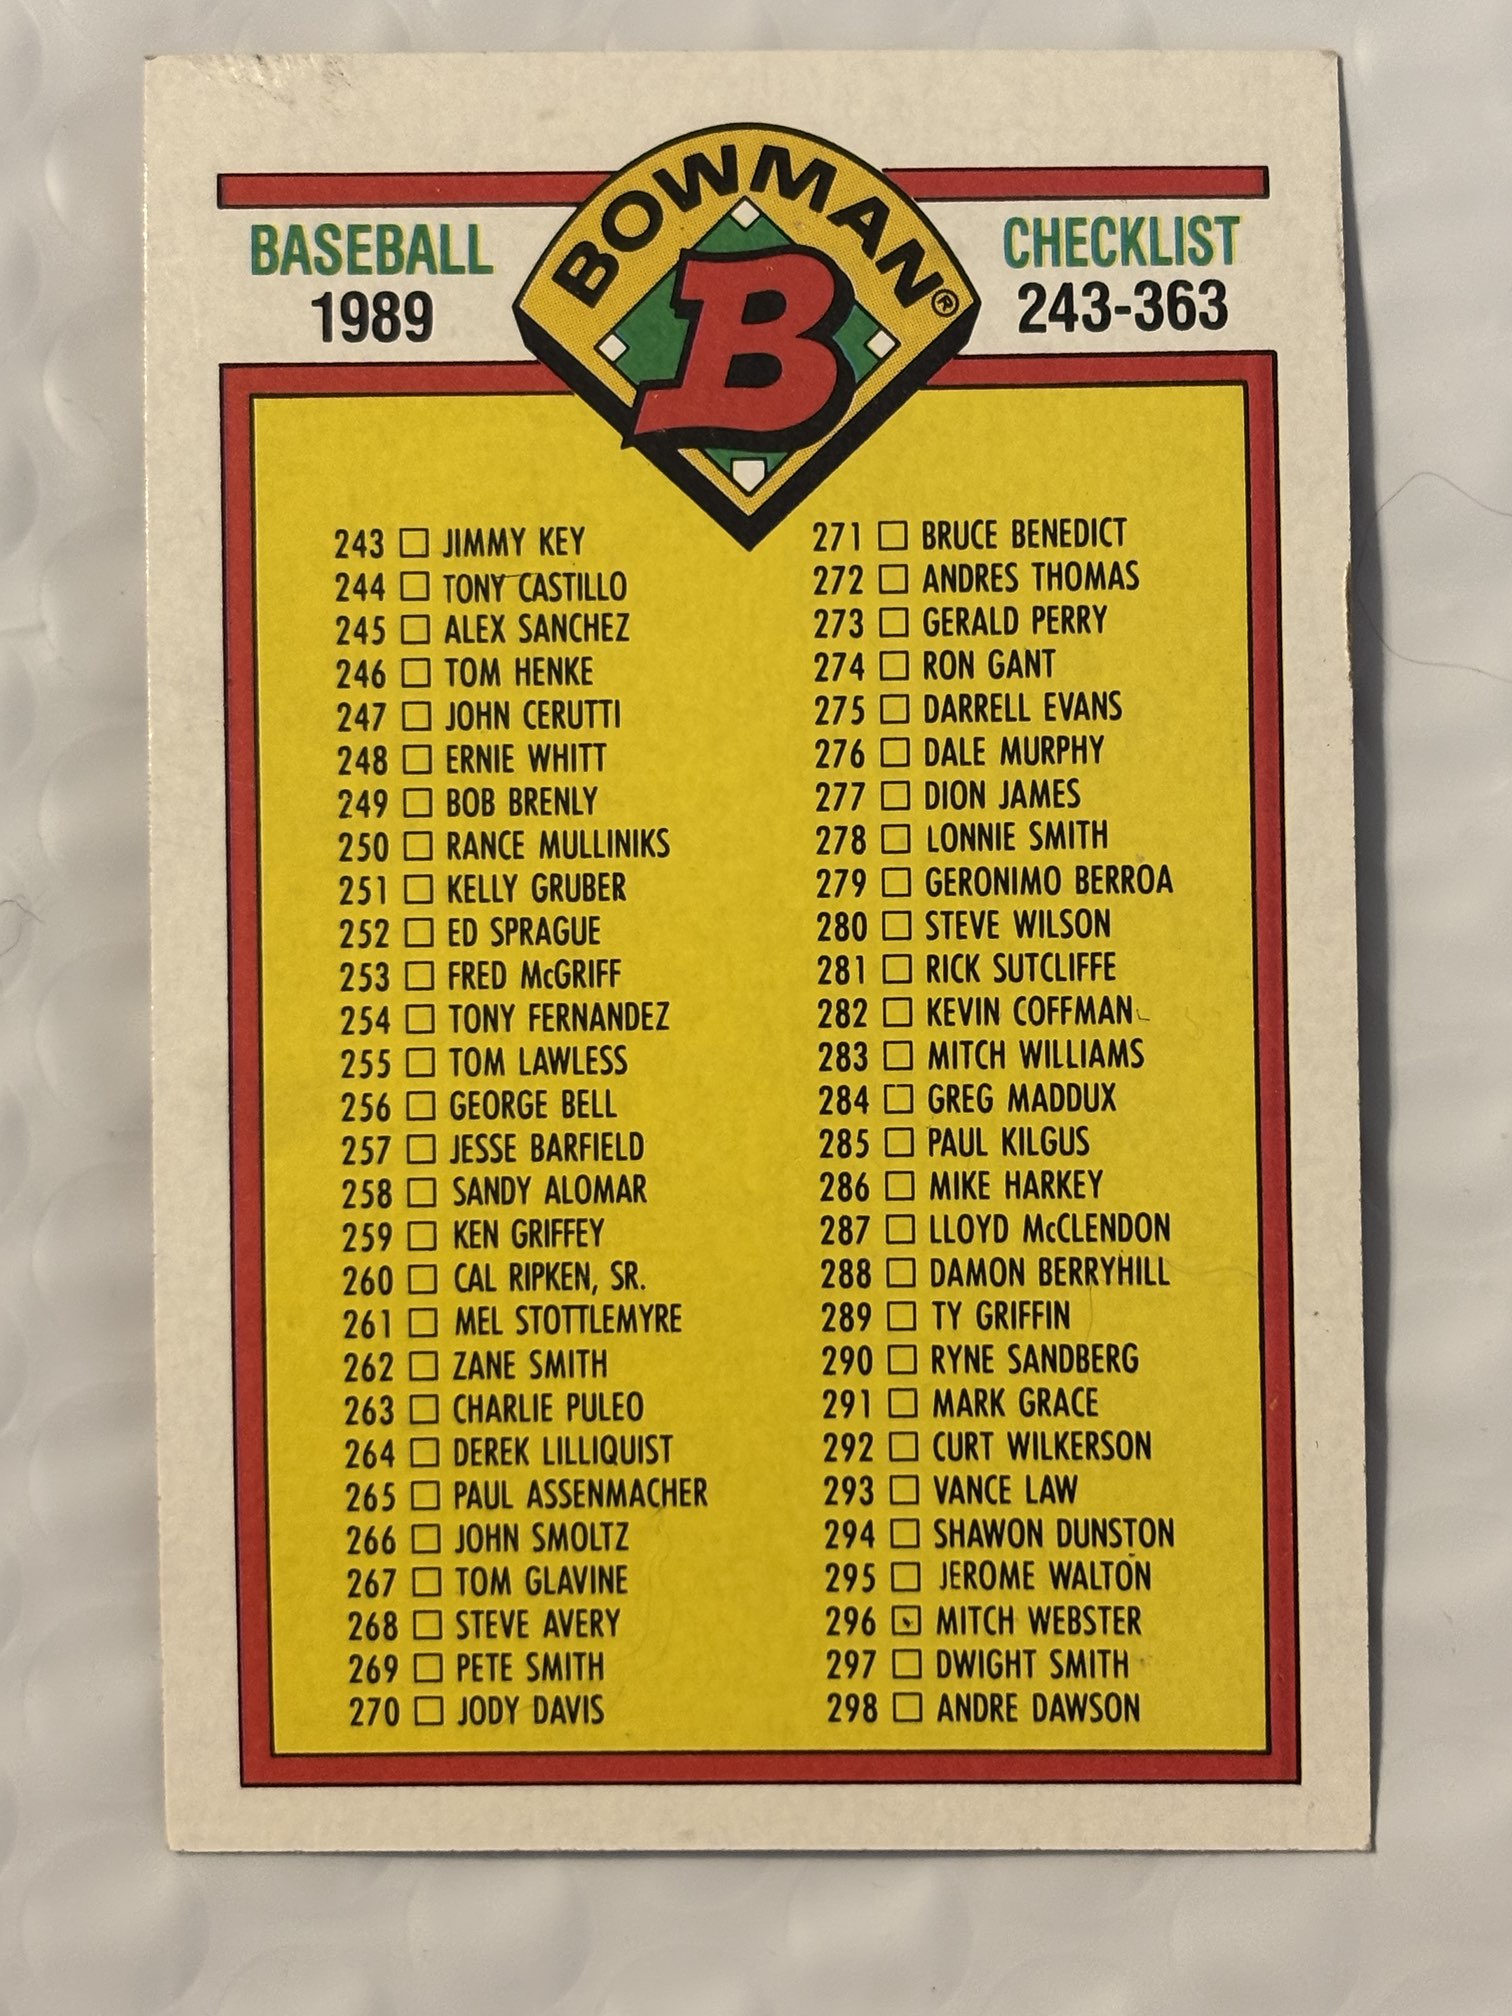 BOWMAN®
B
BASEBALL
1989
CHECKLIST
243-363
243 □ JIMMY KEY
244 □ TONY CASTILLO
245 □ ALEX SANCHEZ
246 □ TOM HENKE
247 □ JOHN CERUTTI
248 □ ERNIE WHITT
249 □ BOB BRENLY
250 □ RANCE MULLINIKS
251 □ KELLY GRUBER
252 □ ED SPRAGUE
253 □ FRED McGRIFF
254 □ TONY FERNANDEZ
255 □ TOM LAWLESS
256 □ GEORGE BELL
257 □ JESSE BARFIELD
258 □ SANDY ALOMAR
259 □ KEN GRIFFEY
260 □ CAL RIPKEN, SR.
261 □ MEL STOTTLEMYRE
262 □ ZANE SMITH
263 □ CHARLIE PULEO
264 □ DEREK LILLIQUIST
265 □ PAUL ASSENMACHER
266 □ JOHN SMOLTZ
267 □ TOM GLAVINE
268 □ STEVE AVERY
269 □ PETE SMITH
270 □ JODY DAVIS
271 □ BRUCE BENEDICT
272 □ ANDRES THOMAS
273 □ GERALD PERRY
274 □ RON GANT
275 □ DARRELL EVANS
276 □ DALE MURPHY
277 □ DION JAMES
278 □ LONNIE SMITH
279 □ GERONIMO BERROA
280 □ STEVE WILSON
281 □ RICK SUTCLIFFE
282 □ KEVIN COFFMAN
283 □ MITCH WILLIAMS
284 □ GREG MADDUX
285 □ PAUL KILGUS
286 □ MIKE HARKEY
287 □ LLOYD McCLENDON
288 □ DAMON BERRYHILL
289 □ TY GRIFFIN
290 □ RYNE SANDBERG
291 □ MARK GRACE
292 □ CURT WILKERSON
293 □ VANCE LAW
294 □ SHAWON DUNSTON
295 □ JEROME WALTON
296 □ MITCH WEBSTER
297 □ DWIGHT SMITH
298 □ ANDRE DAWSON